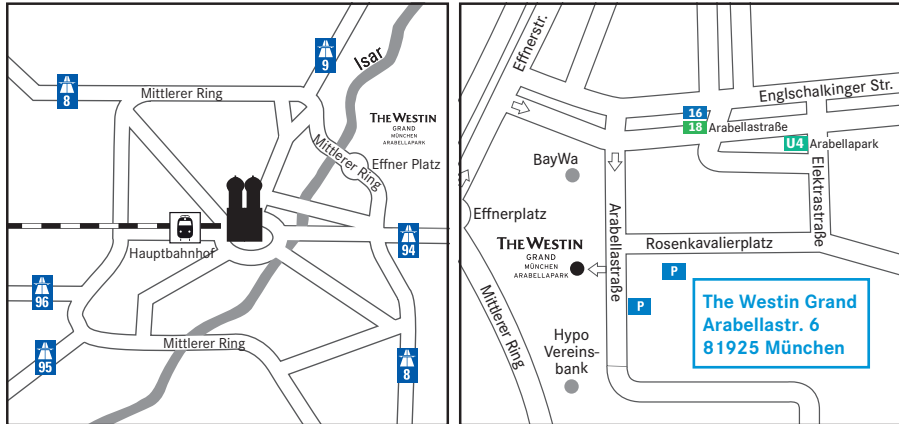 9
Isar
8
Mittlerer Ring
THE WESTIN
GRAND
MÜNCHEN
ARABELLAPARK
Mittlerer Ring
Effner Platz
Hauptbahnhof
94
96
95
Mittlerer Ring
8
Effnerstr.
Englschalkinger Str.
16
18 Arabellastraße
U4 Arabellapark
BayWa
Effnerplatz
Arabellastraße
Elektrastraße
Rosenkavalierplatz
THE WESTIN
GRAND
MÜNCHEN
ARABELLAPARK
P
P
Mittlerer Ring
Hypo
Vereins-
bank
The Westin Grand
Arabellastr. 6
81925 München